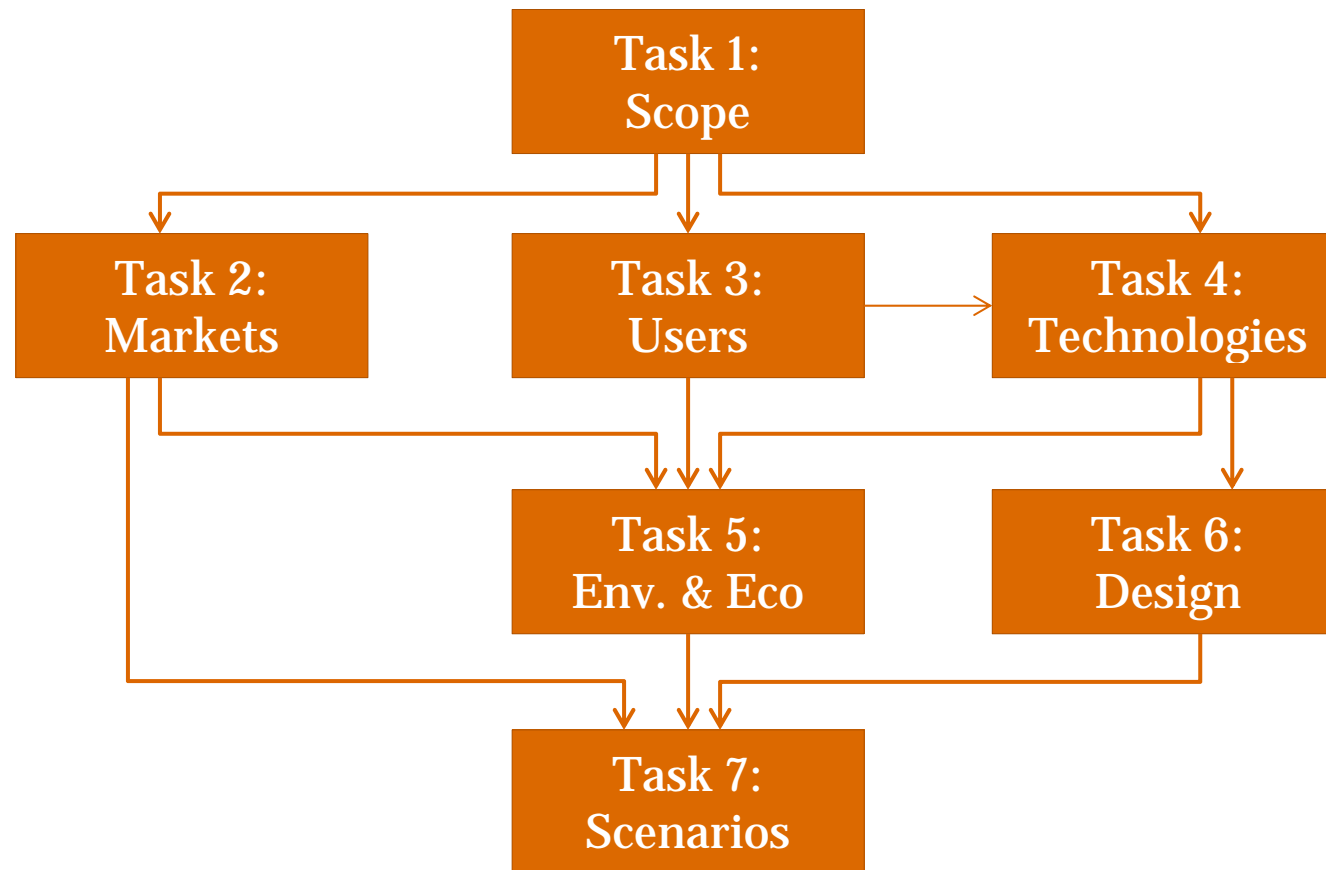 Task 1:
Scope
Task 2:
Markets
Task 3:
Users
Task 4:
Technologies
Task 5:
Env. & Eco
Task 6:
Design
Task 7:
Scenarios